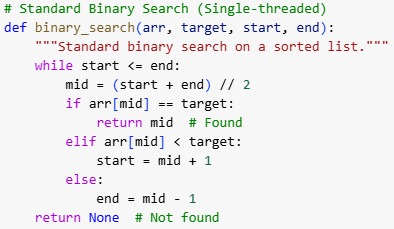 # Standard Binary Search (Single-threaded)
def binary_search(arr, target, start, end):
    """Standard binary search on a sorted list."""
    while start <= end:
        mid = (start + end) // 2
        if arr[mid] == target:
            return mid  # Found
        elif arr[mid] < target:
            start = mid + 1
        else:
            end = mid - 1
    return None  # Not found